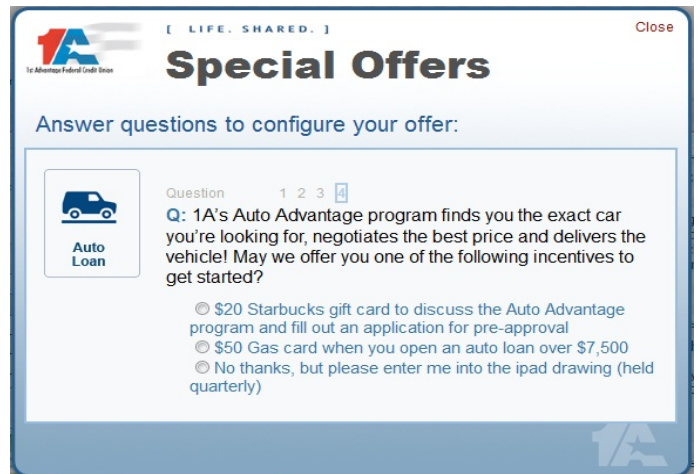 [ LIFE. SHARED. ]
Close
1A
1st Advantage Federal Credit Union
Special Offers
Answer questions to configure your offer:
Auto
Loan
Question 1 2 3 4
Q: 1A's Auto Advantage program finds you the exact car
you're looking for, negotiates the best price and delivers the
vehicle! May we offer you one of the following incentives to
get started?
$20 Starbucks gift card to discuss the Auto Advantage
program and fill out an application for pre-approval
$50 Gas card when you open an auto loan over $7,500
No thanks, but please enter me into the ipad drawing (held
quarterly)
1A